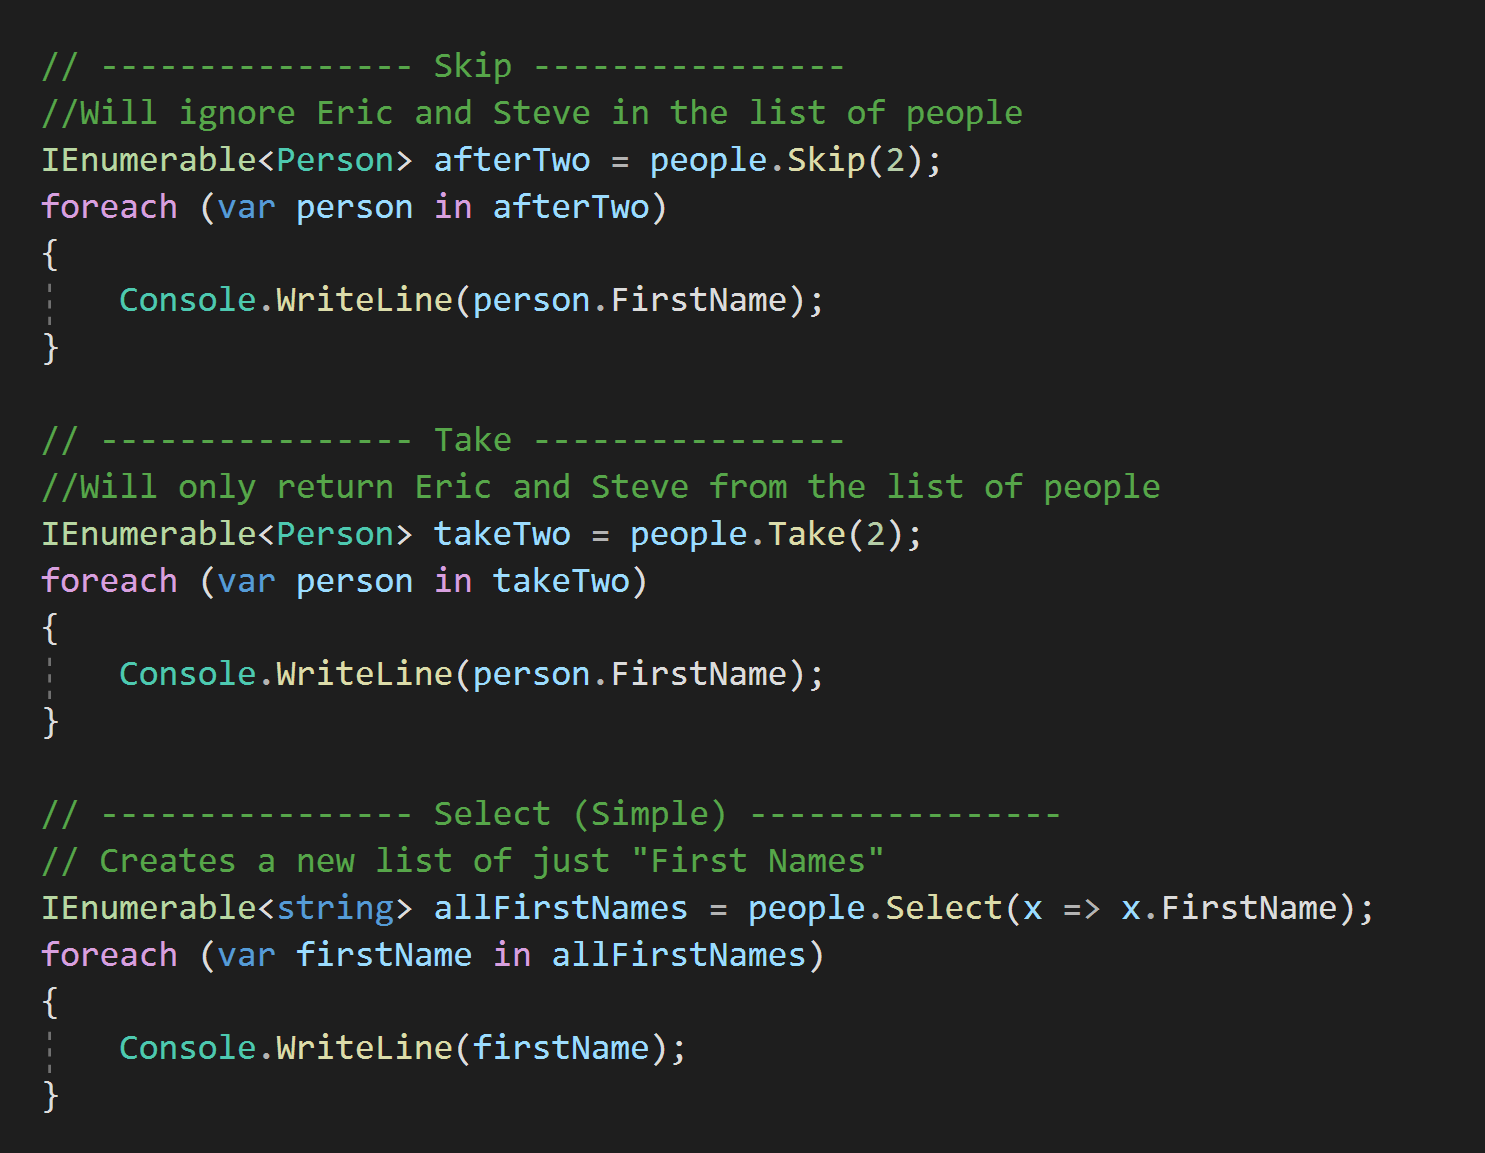 // ---------------- Skip ----------------
//Will ignore Eric and Steve in the list of people
IEnumerable<Person> afterTwo = people.Skip(2);
foreach (var person in afterTwo)
{
    Console.WriteLine(person.FirstName);
}

// ---------------- Take ----------------
//Will only return Eric and Steve from the list of people
IEnumerable<Person> takeTwo = people.Take(2);
foreach (var person in takeTwo)
{
    Console.WriteLine(person.FirstName);
}

// ---------------- Select (Simple) ----------------
// Creates a new list of just "First Names"
IEnumerable<string> allFirstNames = people.Select(x => x.FirstName);
foreach (var firstName in allFirstNames)
{
    Console.WriteLine(firstName);
}